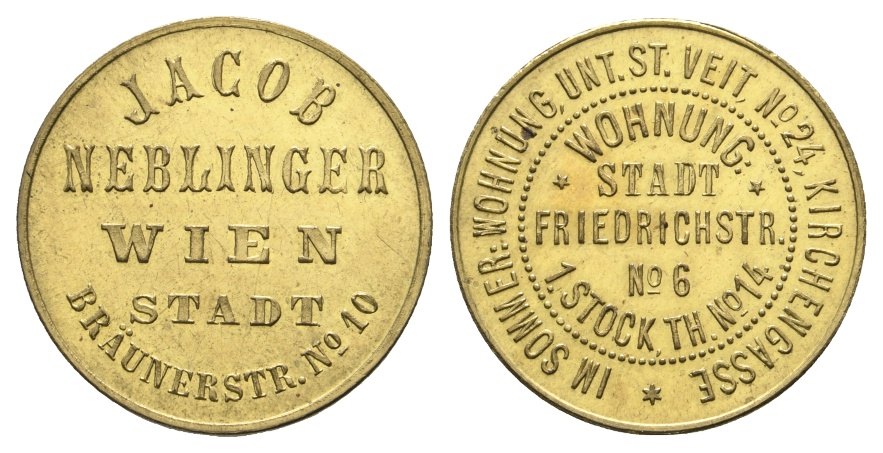 JACOB
NEBLINGER
WIEN
STADT
BRÄUNERSTR. No 10
IM SOMMER: WOHNUNG, UNT. ST. VEIT, No 24, KIRCHENGASSE
WOHNUNG:
STADT
FRIEDRICHSTR.
No 6
1. STOCK, TH. No 14